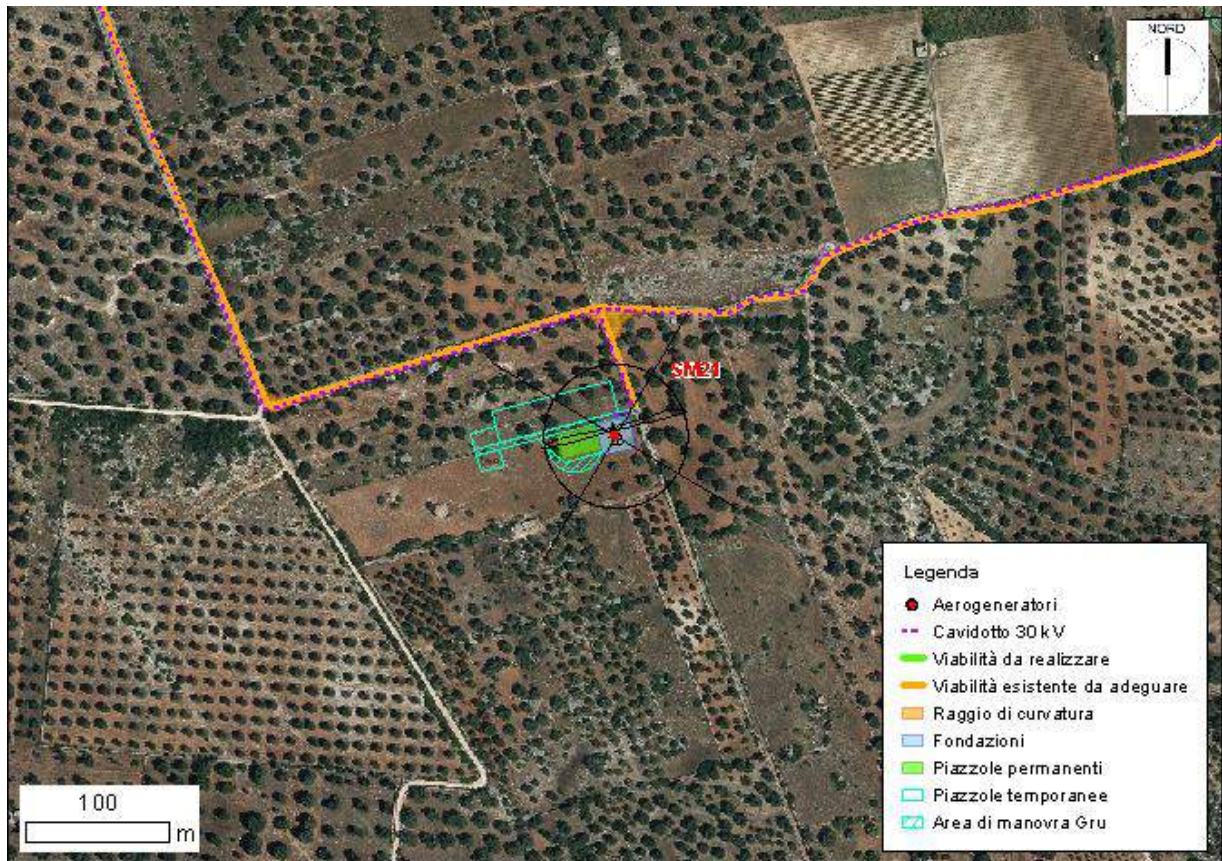 NORD
SM21
Legenda
Aerogeneratori
Cavidotto 30 kV
Viabilità da realizzare
Viabilità esistente da adeguare
Raggio di curvatura
Fondazioni
Piazzole permanenti
Piazzole temporanee
Area di manovra Gru
100
m